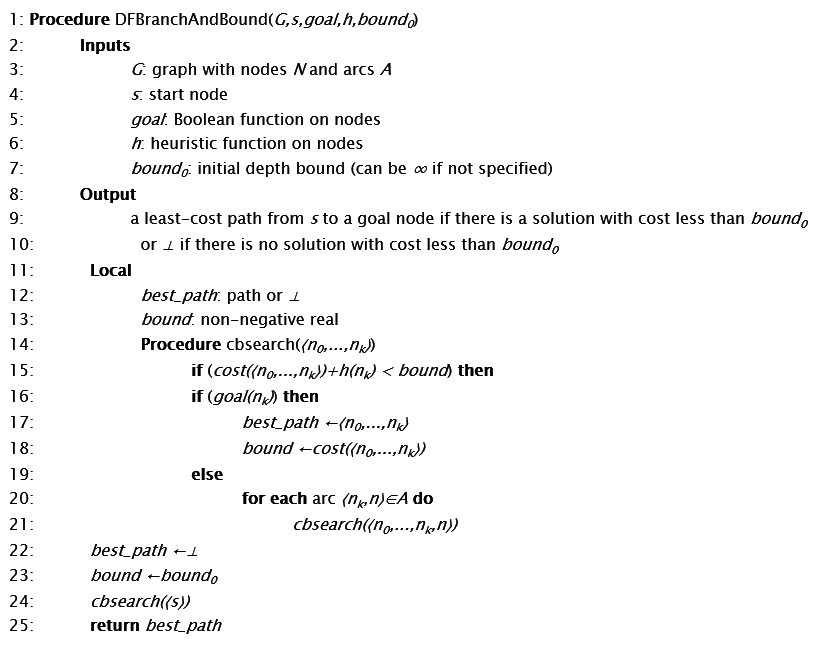 1: Procedure DFBranchAndBound(G,s,goal,h,bound₀)
2: Inputs
3: G: graph with nodes N and arcs A
4: s: start node
5: goal: Boolean function on nodes
6: h: heuristic function on nodes
7: bound₀: initial depth bound (can be ∞ if not specified)
8: Output
9: a least-cost path from s to a goal node if there is a solution with cost less than bound₀
10: or ⊥ if there is no solution with cost less than bound₀
11: Local
12: best_path: path or ⊥
13: bound: non-negative real
14: Procedure cbsearch(⟨n₀,...,nₖ⟩)
15: if (cost(⟨n₀,...,nₖ⟩)+h(nₖ) < bound) then
16: if (goal(nₖ)) then
17: best_path ←⟨n₀,...,nₖ⟩
18: bound ←cost(⟨n₀,...,nₖ⟩)
19: else
20: for each arc ⟨nₖ,n⟩∈A do
21: cbsearch(⟨n₀,...,nₖ,n⟩)
22: best_path ←⊥
23: bound ←bound₀
24: cbsearch(⟨s⟩)
25: return best_path